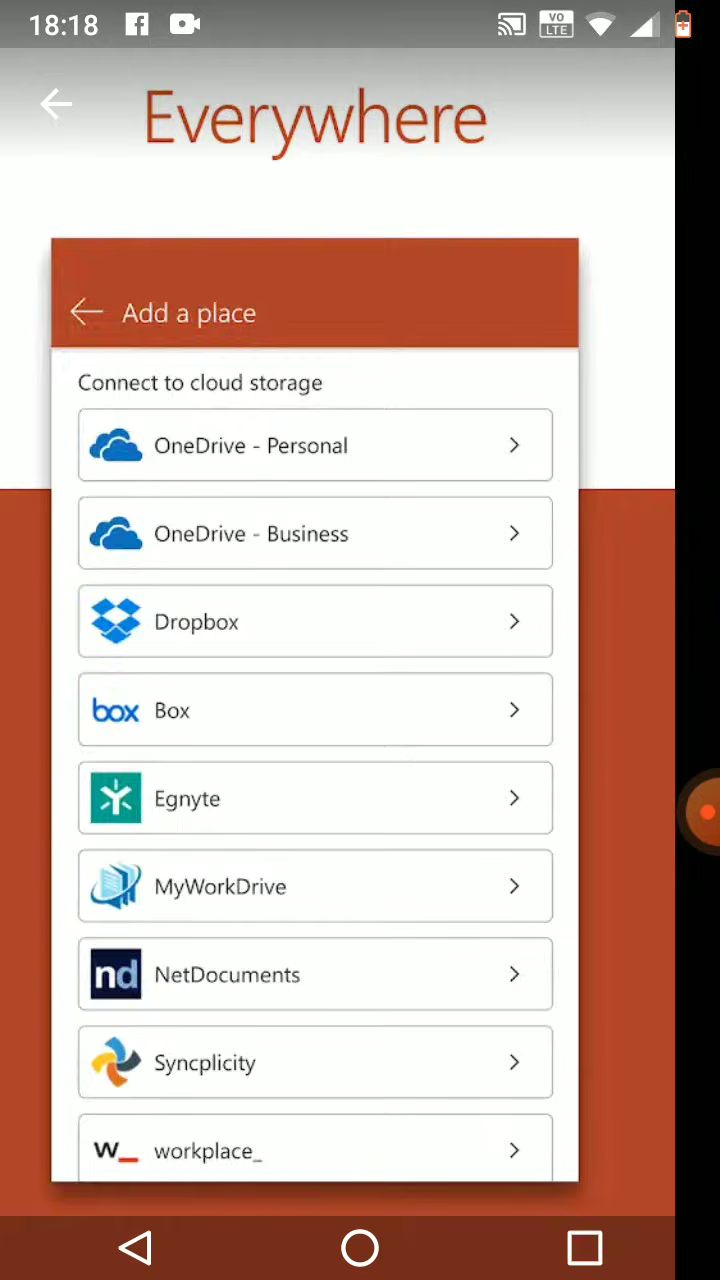 18:18
VO
LTE
Everywhere
Add a place
Connect to cloud storage
OneDrive - Personal
OneDrive - Business
Dropbox
box Box
Egnyte
MyWorkDrive
nd NetDocuments
Syncplicity
w_ workplace_